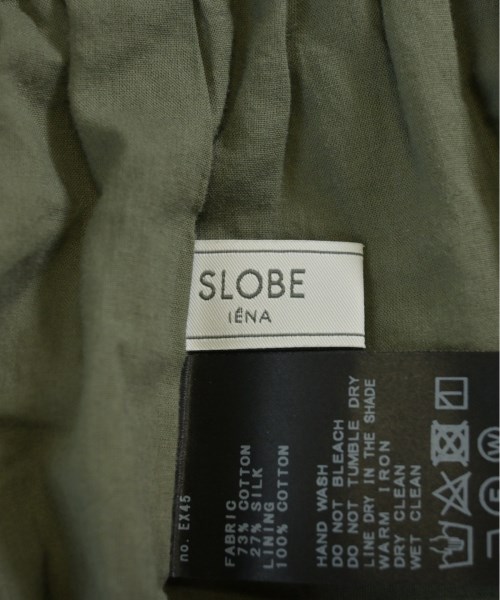 SLOBE
IÉNA
no. EX45
FABRIC
73% COTTON
27% SILK
LINING
100% COTTON
HAND WASH
DO NOT BLEACH
DO NOT TUMBLE DRY
LINE DRY IN THE SHADE
WARM IRON
DRY CLEAN
WET CLEAN